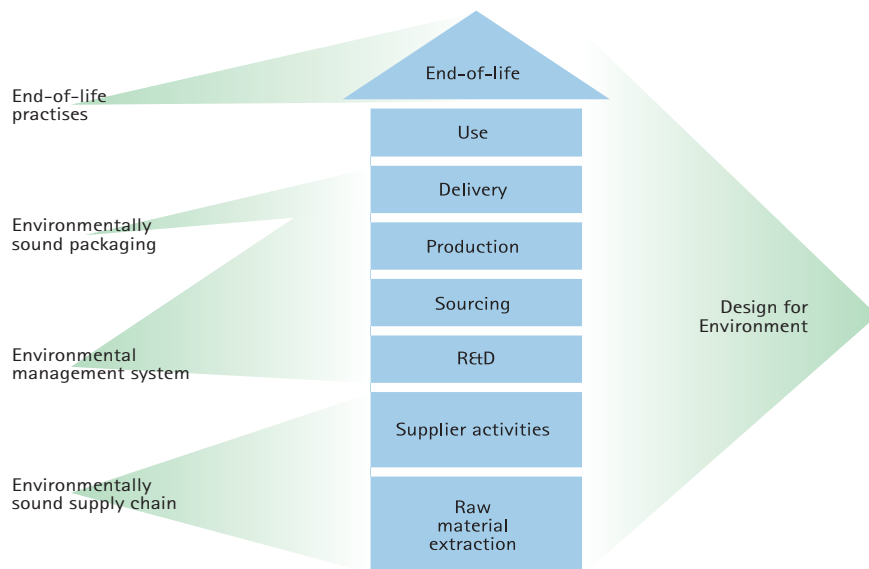 End-of-life
End-of-life
practises
Use
Delivery
Environmentally
sound packaging
Production
Sourcing
Design for
Environment
Environmental
management system
R&D
Supplier activities
Environmentally
sound supply chain
Raw
material
extraction